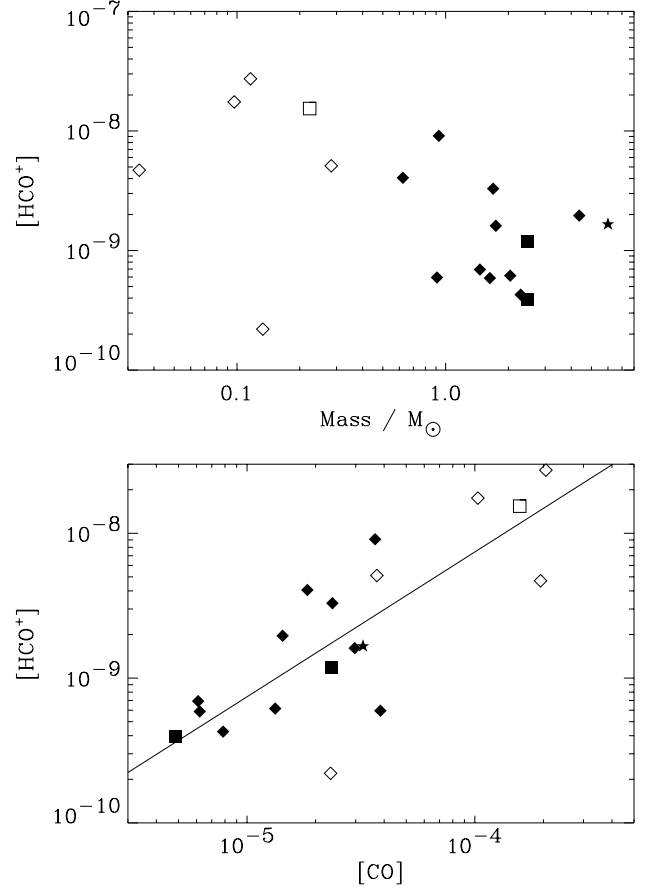 10⁻⁷
10⁻⁸
10⁻⁹
10⁻¹⁰
[HCO⁺]
0.1 1.0
Mass / M☉
10⁻⁸
10⁻⁹
10⁻¹⁰
[HCO⁺]
10⁻⁵ 10⁻⁴
[CO]